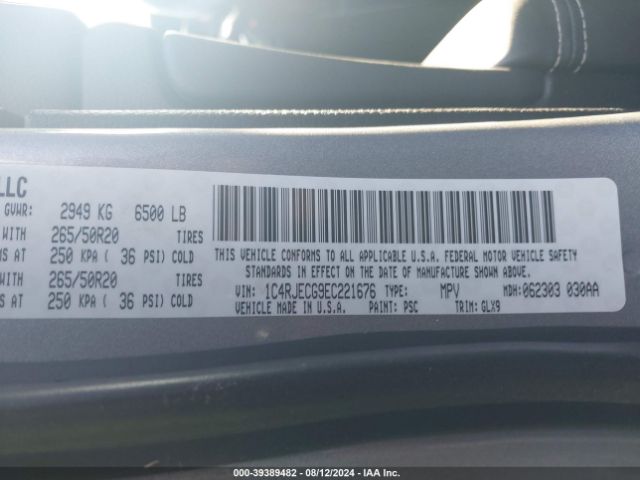 LLC
GVWR: 2949 KG 6500 LB
WITH 265/50R20 TIRES
MS AT 250 KPA ( 36 PSI) COLD
WITH 265/50R20 TIRES
MS AT 250 KPA ( 36 PSI) COLD
THIS VEHICLE CONFORMS TO ALL APPLICABLE U.S.A. FEDERAL MOTOR VEHICLE SAFETY
STANDARDS IN EFFECT ON THE DATE OF MANUFACTURE SHOWN ABOVE.
VIN: 1C4RJECG9EC221676 TYPE: MPV MDH:062303 030AA
VEHICLE MADE IN U.S.A. PAINT: PSC TRIM: GLX9
000-39389482 - 08/12/2024 - IAA Inc.